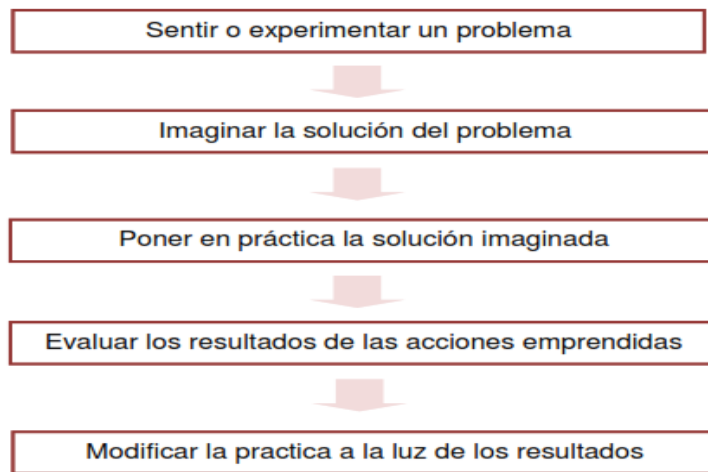 Sentir o experimentar un problema
Imaginar la solución del problema
Poner en práctica la solución imaginada
Evaluar los resultados de las acciones emprendidas
Modificar la practica a la luz de los resultados